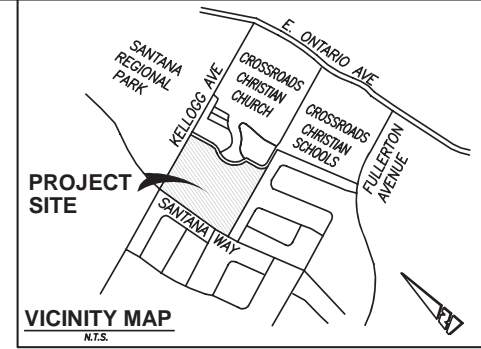 E. ONTARIO AVE
SANTANA
REGIONAL
PARK
KELLOGG AVE
CROSSROADS
CHRISTIAN
CHURCH
CROSSROADS
CHRISTIAN
SCHOOLS
FULLERTON
AVENUE
PROJECT
SITE
SANTANA WAY
VICINITY MAP
N.T.S.